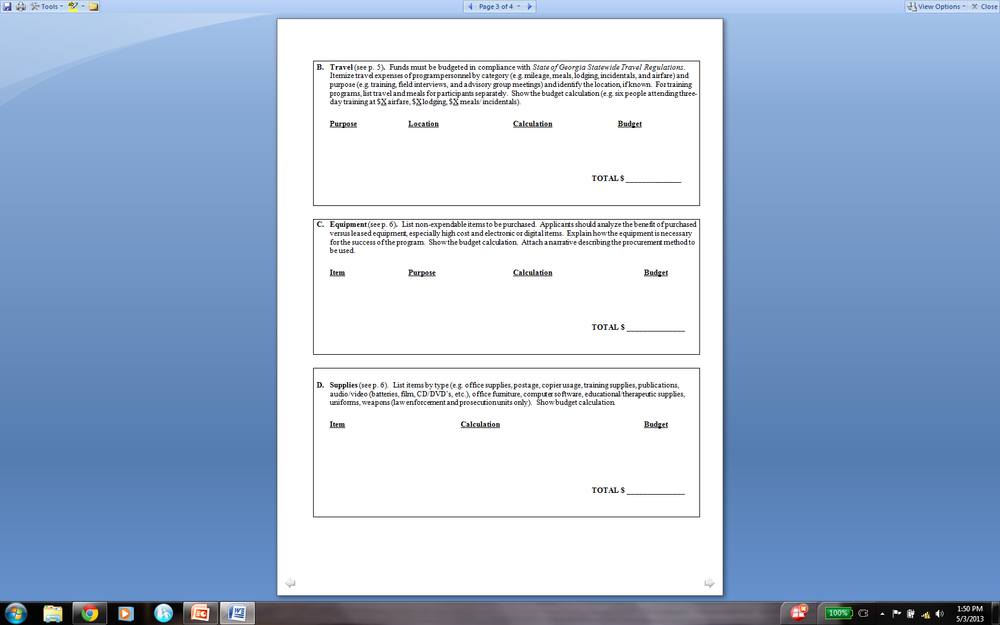 Tools
Page 3 of 4
View Options
Close
B. Travel (see p. 5). Funds must be budgeted in compliance with State of Georgia Statewide Travel Regulations.
Itemize travel expenses of program personnel by category (e.g. mileage, meals, lodging, incidentals, and airfare) and
purpose (e.g. training, field interviews, and advisory group meetings) and identify the location, if known. For training
programs, list travel and meals for participants separately. Show the budget calculation (e.g. six people attending three-
day training at $X airfare, $X lodging, $X meals/incidentals).
Purpose Location Calculation Budget
TOTAL $ ______________
C. Equipment (see p. 6). List non-expendable items to be purchased. Applicants should analyze the benefit of purchased
versus leased equipment, especially high cost and electronic or digital items. Explain how the equipment is necessary
for the success of the program. Show the budget calculation. Attach a narrative describing the procurement method to
be used.
Item Purpose Calculation Budget
TOTAL $ ______________
D. Supplies (see p. 6). List items by type (e.g. office supplies, postage, copier usage, training supplies, publications,
audio/video (batteries, film, CD/DVD's, etc.), office furniture, computer software, educational/therapeutic supplies,
uniforms, weapons (law enforcement and prosecution units only). Show budget calculation.
Item Calculation Budget
TOTAL $ ______________
100%
1:50 PM
5/3/2013